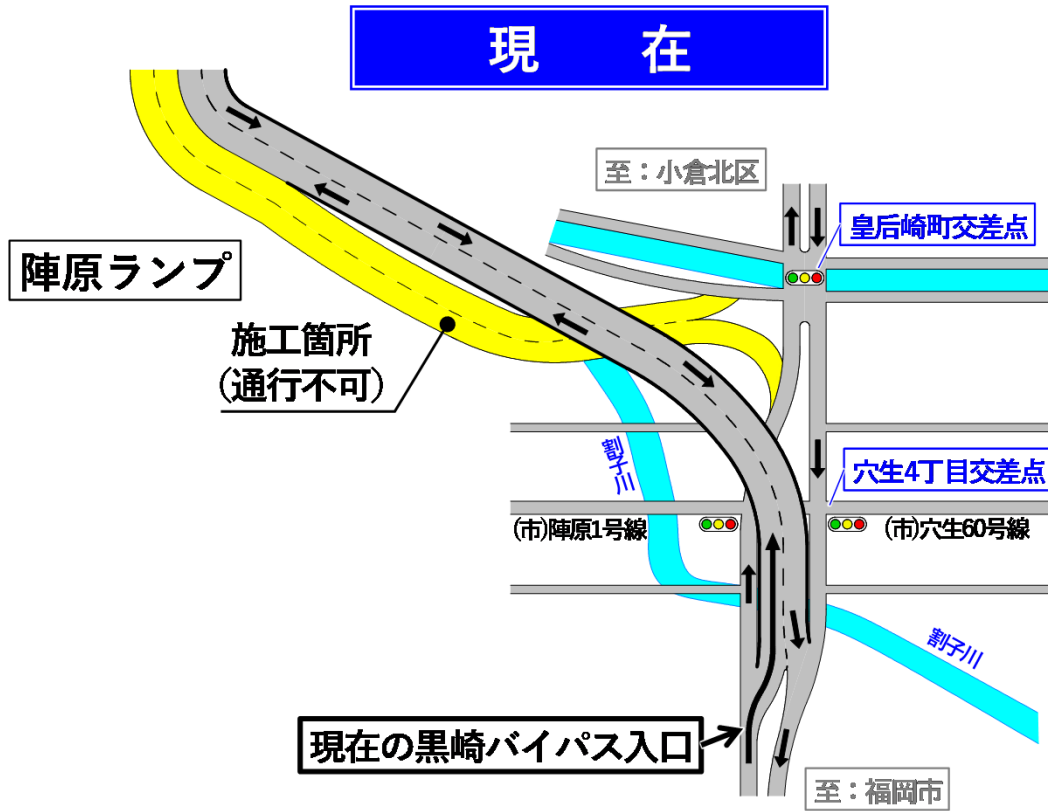 現 在
至：小倉北区
皇后崎町交差点
陣原ランプ
施工箇所
(通行不可)
割子川
穴生4丁目交差点
(市)陣原1号線
(市)穴生60号線
割子川
現在の黒崎バイパス入口
至：福岡市